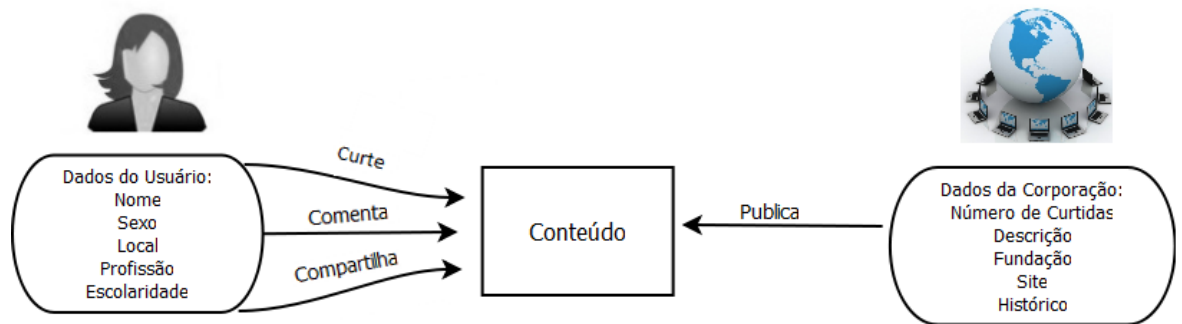 Dados do Usuário:
Nome
Sexo
Local
Profissão
Escolaridade
Curte
Comenta
Compartilha
Conteúdo
Publica
Dados da Corporação:
Número de Curtidas
Descrição
Fundação
Site
Histórico